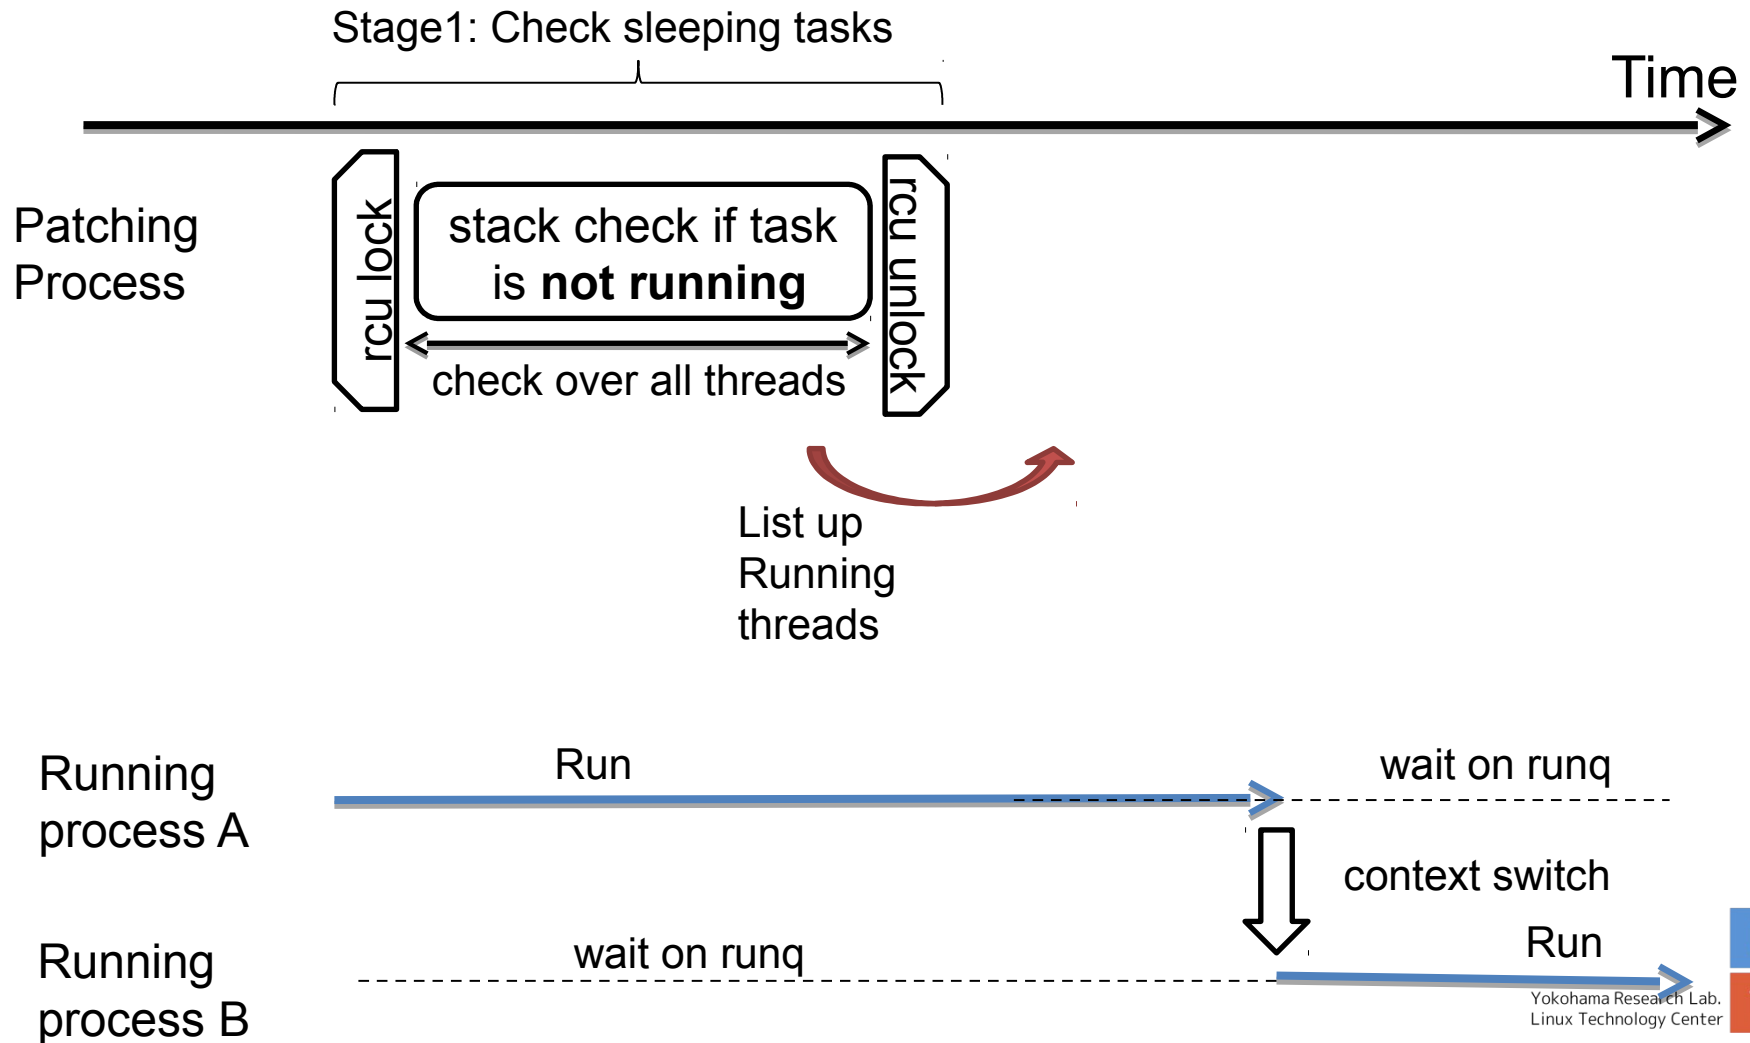 Stage1: Check sleeping tasks
Time
Patching
Process
rcu lock
stack check if task
is not running
rcu unlock
check over all threads
List up
Running
threads
Running
process A
Run
wait on runq
context switch
Running
process B
wait on runq
Run
Yokohama Research Lab.
Linux Technology Center